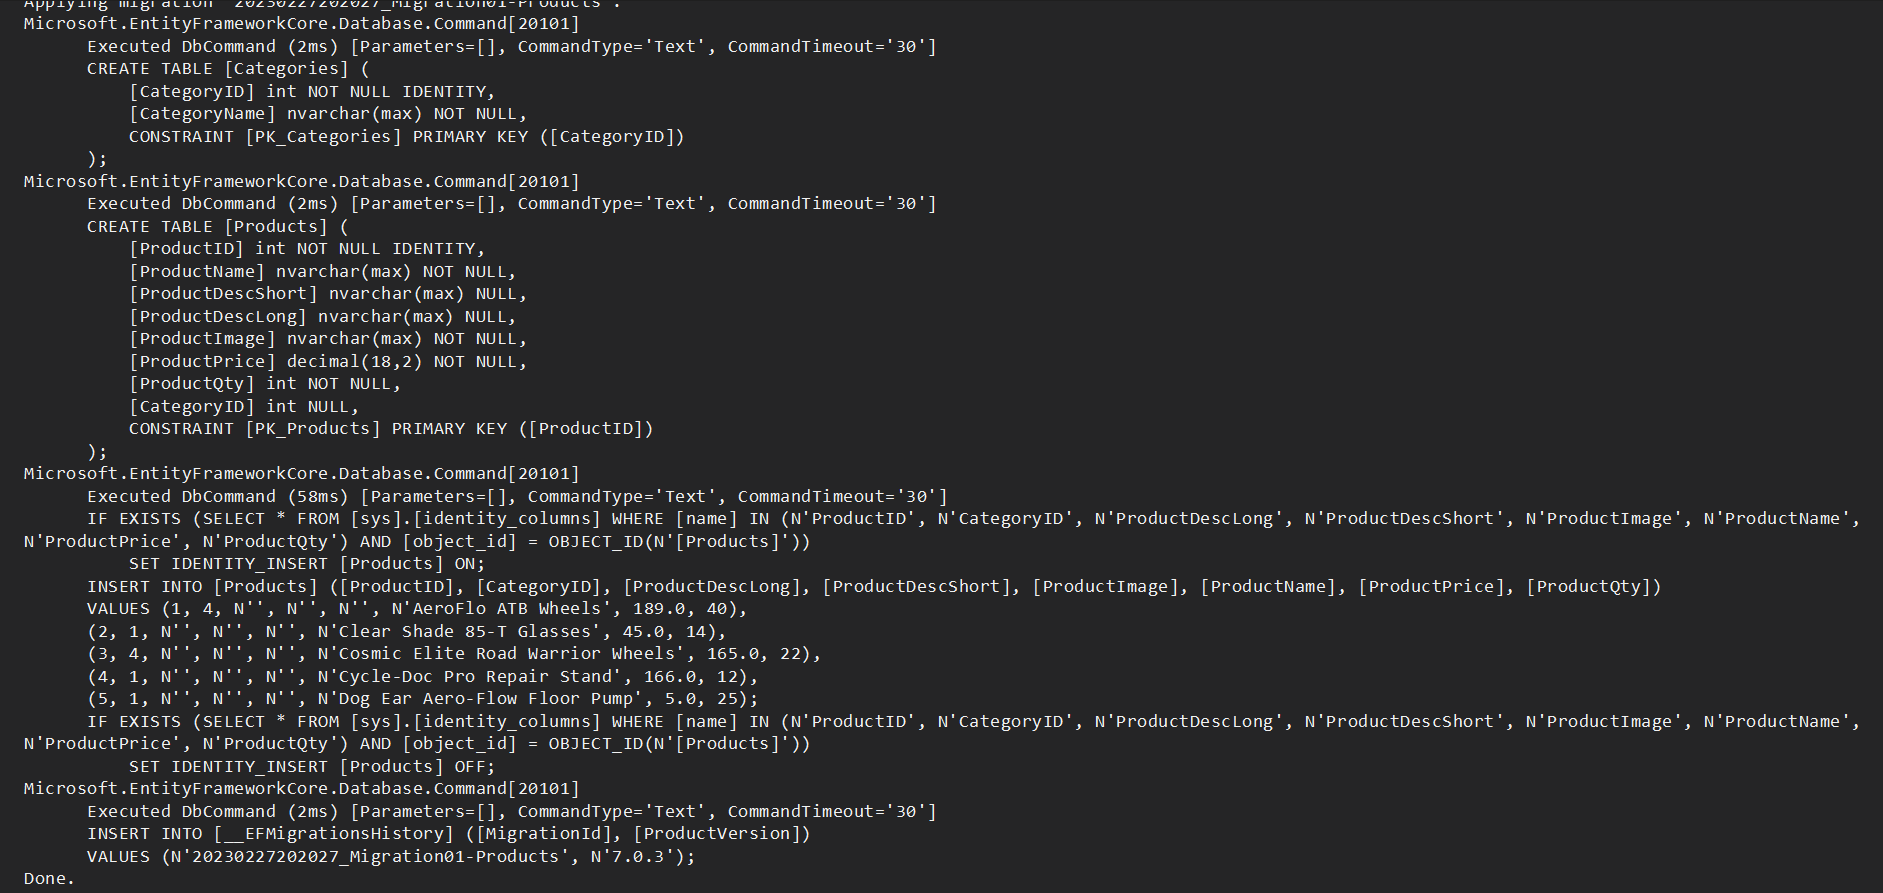 Applying migration '20230227202027_Migration01-Products'.
Microsoft.EntityFrameworkCore.Database.Command[20101]
Executed DbCommand (2ms) [Parameters=[], CommandType='Text', CommandTimeout='30']
CREATE TABLE [Categories] (
[CategoryID] int NOT NULL IDENTITY,
[CategoryName] nvarchar(max) NOT NULL,
CONSTRAINT [PK_Categories] PRIMARY KEY ([CategoryID])
);
Microsoft.EntityFrameworkCore.Database.Command[20101]
Executed DbCommand (2ms) [Parameters=[], CommandType='Text', CommandTimeout='30']
CREATE TABLE [Products] (
[ProductID] int NOT NULL IDENTITY,
[ProductName] nvarchar(max) NOT NULL,
[ProductDescShort] nvarchar(max) NULL,
[ProductDescLong] nvarchar(max) NULL,
[ProductImage] nvarchar(max) NOT NULL,
[ProductPrice] decimal(18,2) NOT NULL,
[ProductQty] int NOT NULL,
[CategoryID] int NULL,
CONSTRAINT [PK_Products] PRIMARY KEY ([ProductID])
);
Microsoft.EntityFrameworkCore.Database.Command[20101]
Executed DbCommand (58ms) [Parameters=[], CommandType='Text', CommandTimeout='30']
IF EXISTS (SELECT * FROM [sys].[identity_columns] WHERE [name] IN (N'ProductID', N'CategoryID', N'ProductDescLong', N'ProductDescShort', N'ProductImage', N'ProductName',
N'ProductPrice', N'ProductQty') AND [object_id] = OBJECT_ID(N'[Products]'))
SET IDENTITY_INSERT [Products] ON;
INSERT INTO [Products] ([ProductID], [CategoryID], [ProductDescLong], [ProductDescShort], [ProductImage], [ProductName], [ProductPrice], [ProductQty])
VALUES (1, 4, N'', N'', N'', N'AeroFlo ATB Wheels', 189.0, 40),
(2, 1, N'', N'', N'', N'Clear Shade 85-T Glasses', 45.0, 14),
(3, 4, N'', N'', N'', N'Cosmic Elite Road Warrior Wheels', 165.0, 22),
(4, 1, N'', N'', N'', N'Cycle-Doc Pro Repair Stand', 166.0, 12),
(5, 1, N'', N'', N'', N'Dog Ear Aero-Flow Floor Pump', 5.0, 25);
IF EXISTS (SELECT * FROM [sys].[identity_columns] WHERE [name] IN (N'ProductID', N'CategoryID', N'ProductDescLong', N'ProductDescShort', N'ProductImage', N'ProductName',
N'ProductPrice', N'ProductQty') AND [object_id] = OBJECT_ID(N'[Products]'))
SET IDENTITY_INSERT [Products] OFF;
Microsoft.EntityFrameworkCore.Database.Command[20101]
Executed DbCommand (2ms) [Parameters=[], CommandType='Text', CommandTimeout='30']
INSERT INTO [__EFMigrationsHistory] ([MigrationId], [ProductVersion])
VALUES (N'20230227202027_Migration01-Products', N'7.0.3');
Done.